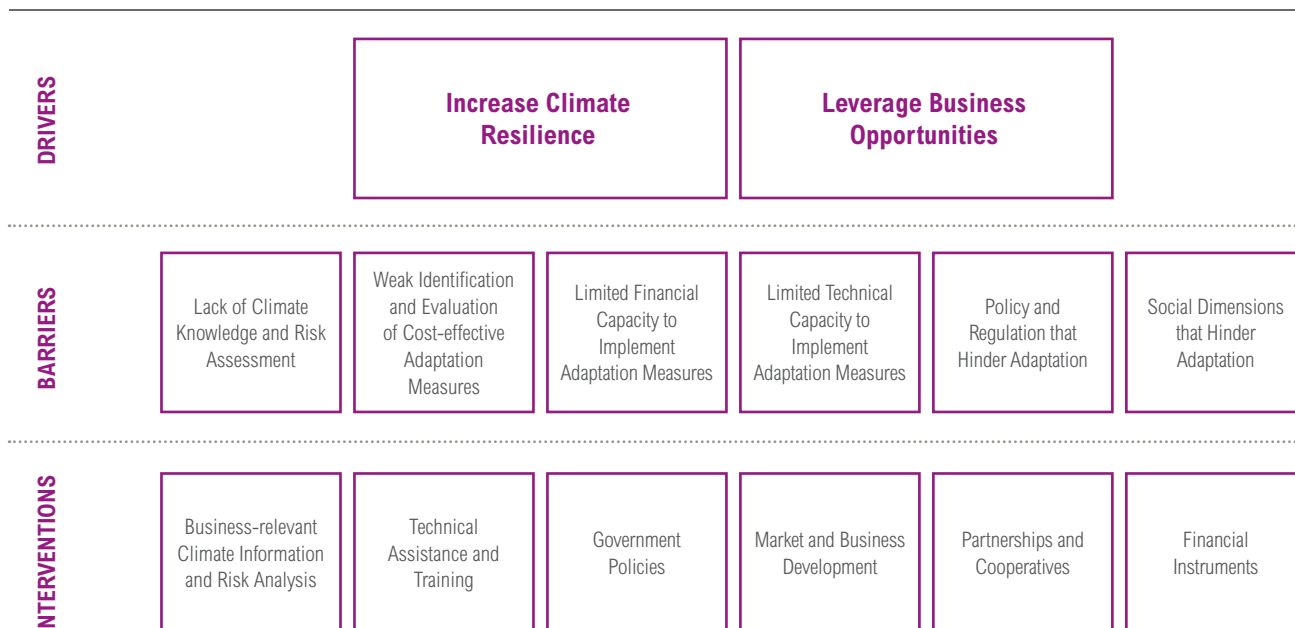 DRIVERS
Increase Climate
Resilience
Leverage Business
Opportunities
BARRIERS
Lack of Climate
Knowledge and Risk
Assessment
Weak Identification
and Evaluation
of Cost-effective
Adaptation
Measures
Limited Financial
Capacity to
Implement
Adaptation Measures
Limited Technical
Capacity to
Implement
Adaptation Measures
Policy and
Regulation that
Hinder Adaptation
Social Dimensions
that Hinder
Adaptation
NTERVENTIONS
Business-relevant
Climate Information
and Risk Analysis
Technical
Assistance and
Training
Government
Policies
Market and Business
Development
Partnerships and
Cooperatives
Financial
Instruments